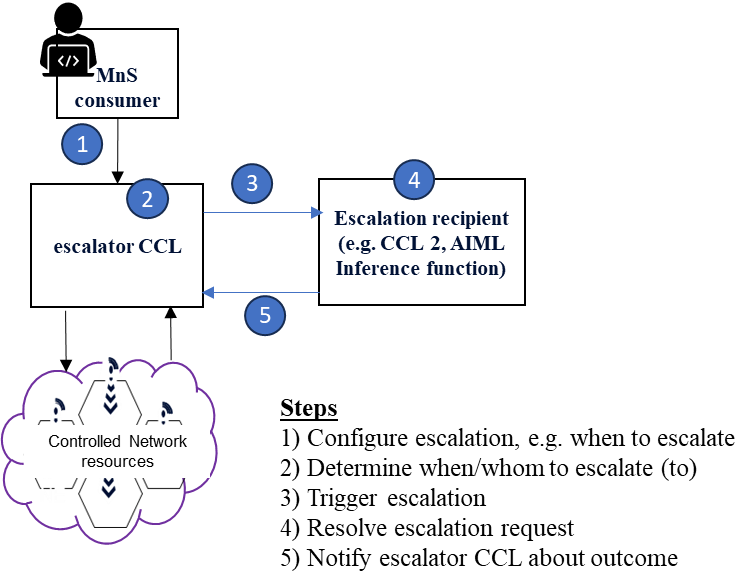 </>
MnS
consumer
1
2
3
4
escalator CCL
Escalation recipient
(e.g. CCL 2, AIML
Inference function)
5
Controlled Network
resources
Steps
1) Configure escalation, e.g. when to escalate
2) Determine when/whom to escalate (to)
3) Trigger escalation
4) Resolve escalation request
5) Notify escalator CCL about outcome